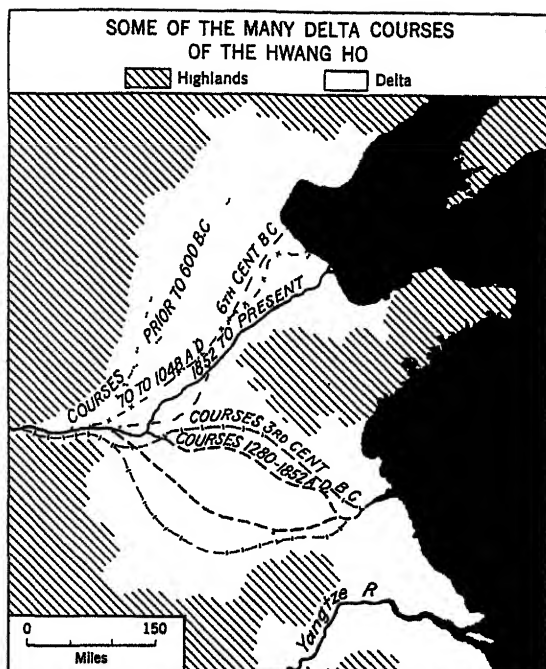 SOME OF THE MANY DELTA COURSES
OF THE HWANG HO
Highlands
Delta
COURSES PRIOR TO 600 B.C
6TH CENT B C
70 TO 1048 A D
1852 TO PRESENT
COURSES 3RD CENT B.C.
COURSES 1280-1852 A D
Yangtze R
0 150
Miles